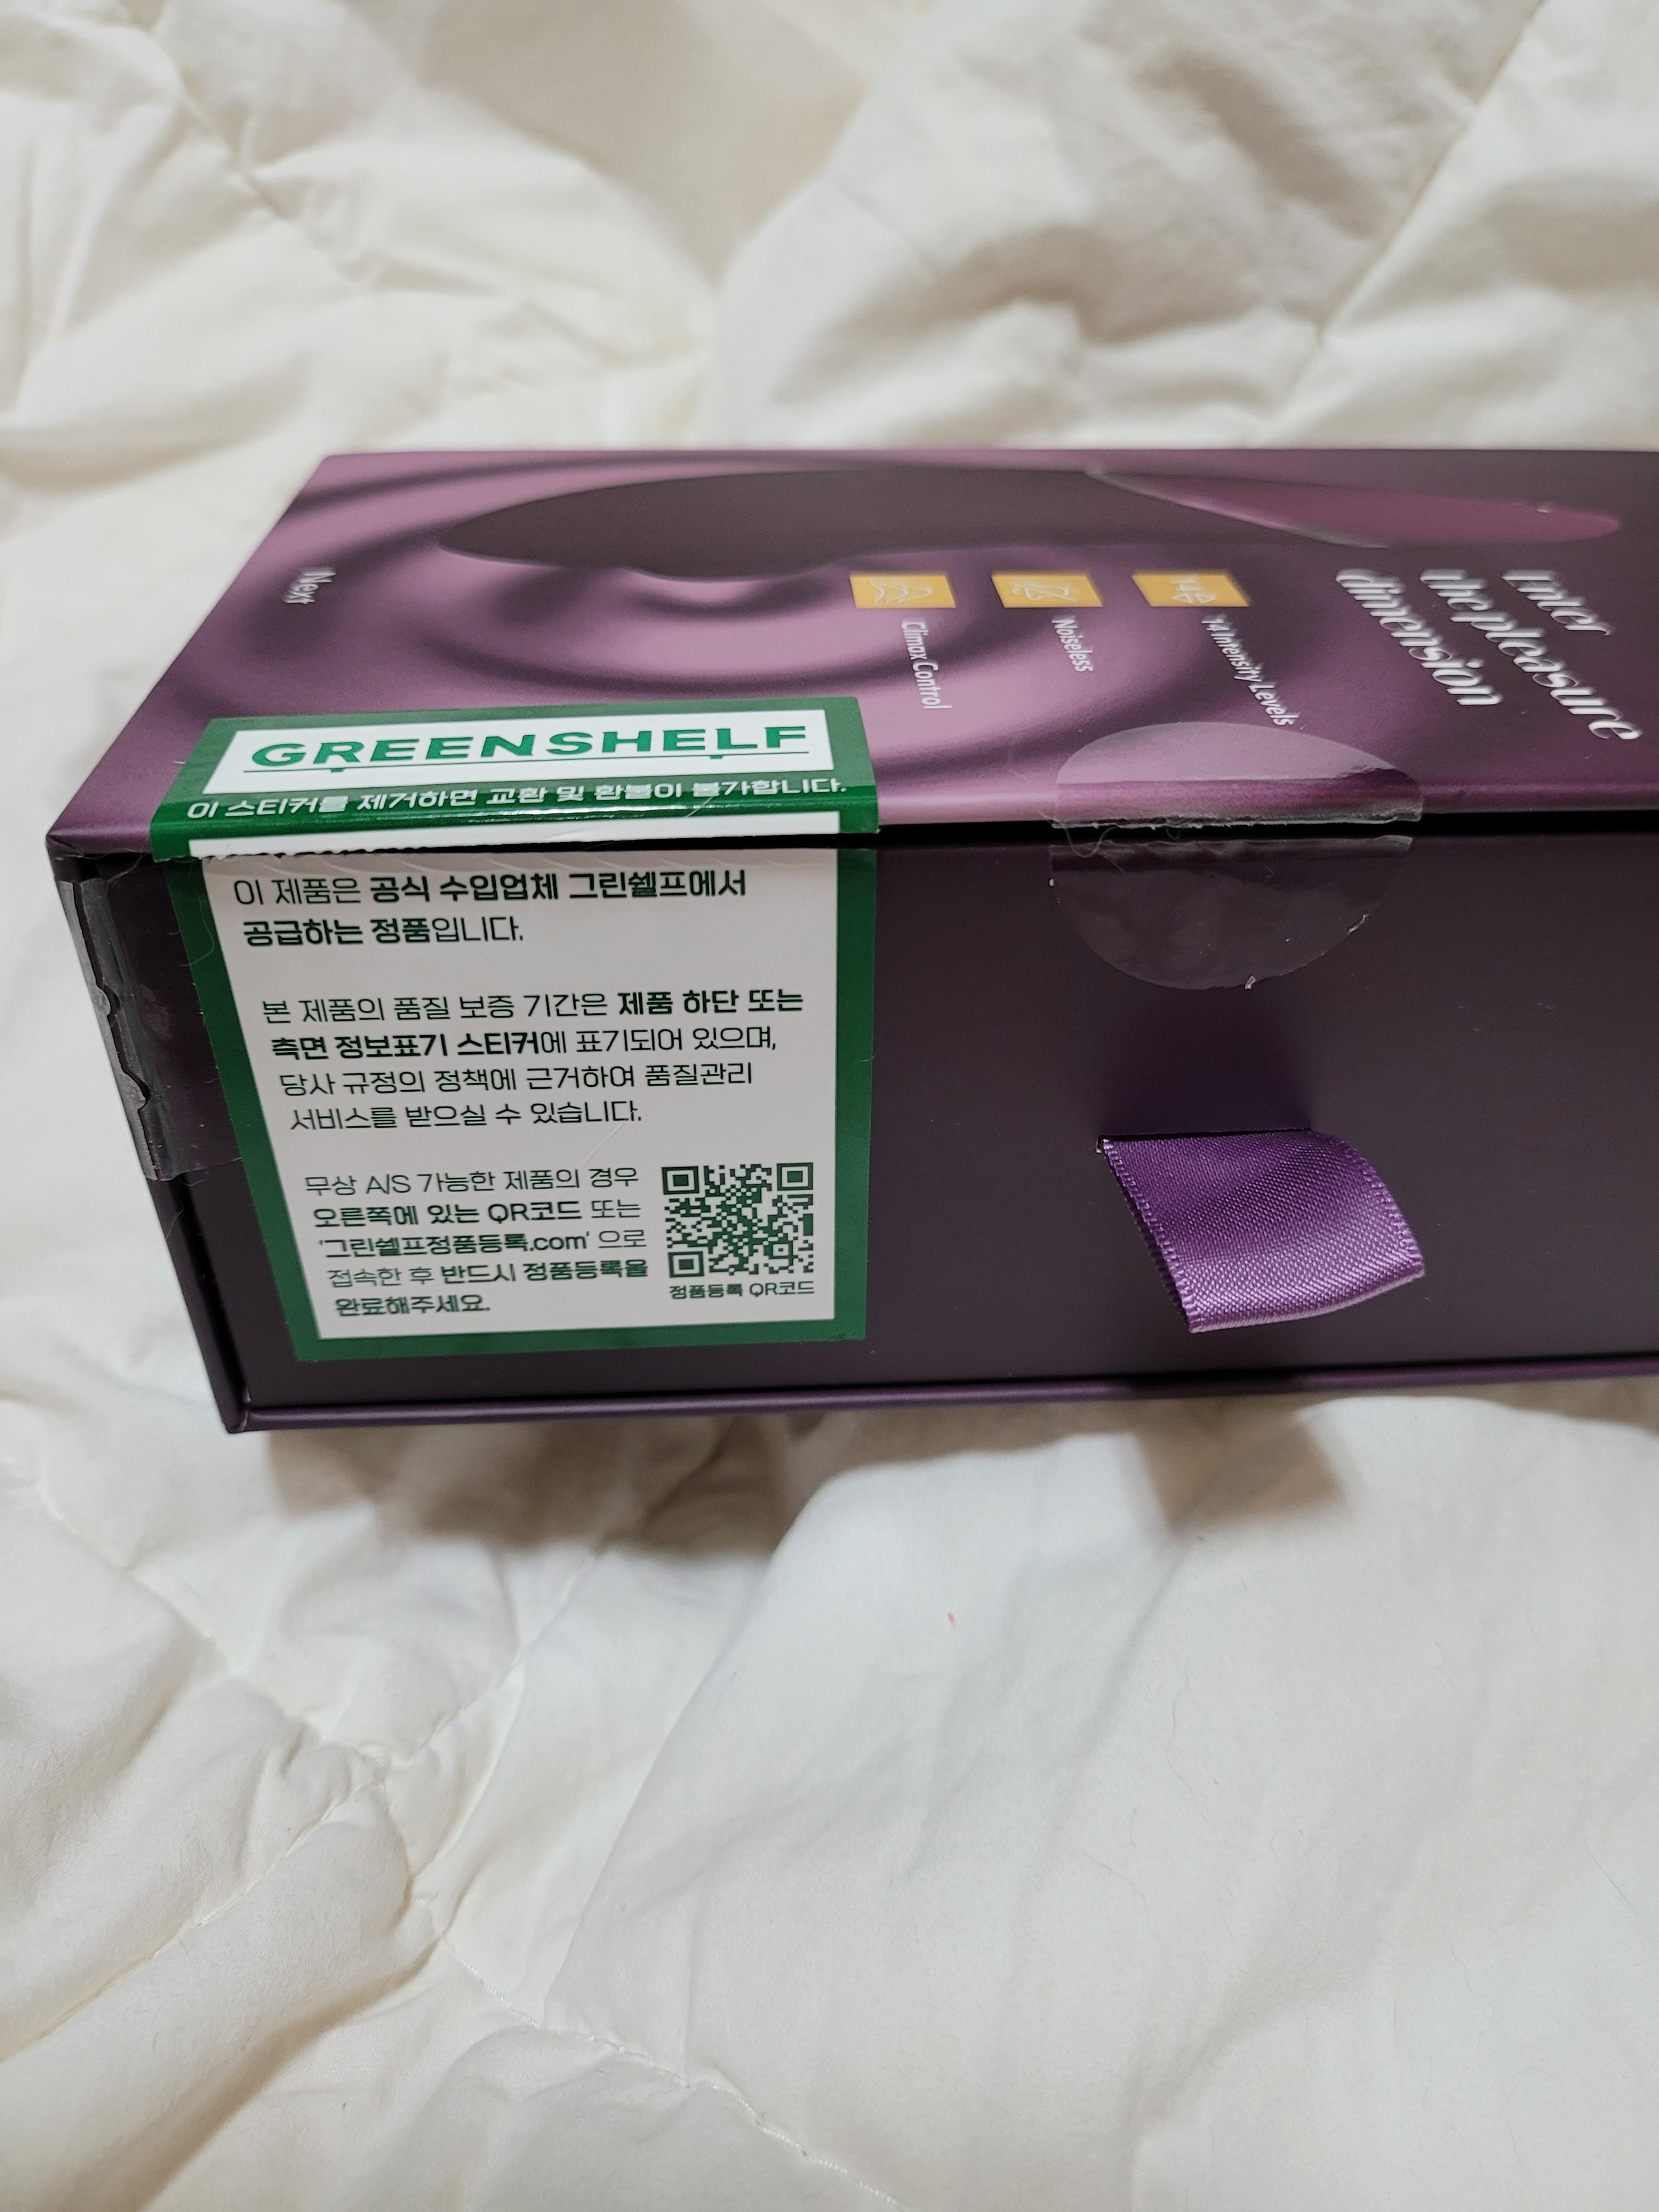 Enter
the pleasure
dimension
14 Intensity Levels
Noiseless
Climax Control
Next
GREENSHELF
이 스티커를 제거하면 교환 및 환불이 불가합니다.
이 제품은 공식 수입업체 그린쉘프에서
공급하는 정품입니다.
본 제품의 품질 보증 기간은 제품 하단 또는
측면 정보표기 스티커에 표기되어 있으며,
당사 규정의 정책에 근거하여 품질관리
서비스를 받으실 수 있습니다.
무상 A/S 가능한 제품의 경우
오른쪽에 있는 QR코드 또는
'그린쉘프정품등록.com' 으로
접속한 후 반드시 정품등록을
완료해주세요.
정품등록 QR코드